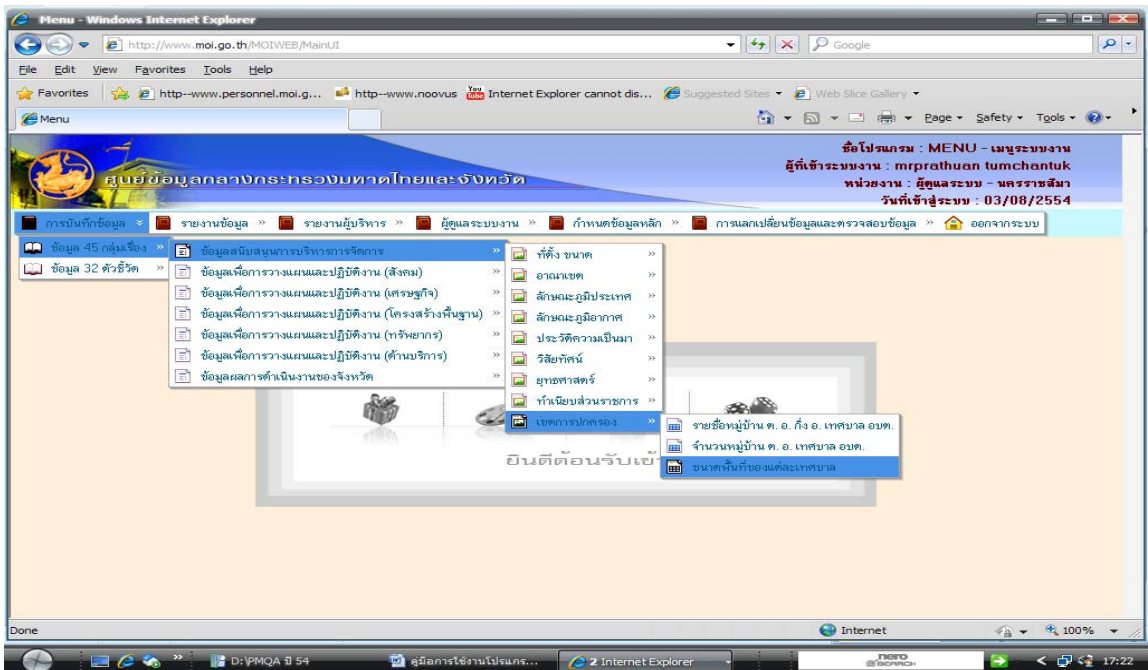 Menu - Windows Internet Explorer
http://www.moi.go.th/MOIWEB/MainUI
Google
File Edit View Favorites Tools Help
Favorites http--www.personnel.moi.g... http--www.noovus Internet Explorer cannot dis... Suggested Sites Web Slice Gallery
Menu
Page Safety Tools
ศูนย์ข้อมูลกลางกระทรวงมหาดไทยและจังหวัด
ชื่อโปรแกรม : MENU - เมนูระบบงาน
ผู้ที่เข้าระบบงาน : mrprathuan tumchantuk
หน่วยงาน : ผู้ดูแลระบบ - นครราชสีมา
วันที่เข้าสู่ระบบ : 03/08/2554
การบันทึกข้อมูล รายงานข้อมูล รายงานผู้บริหาร ผู้ดูแลระบบงาน กำหนดข้อมูลหลัก การแลกเปลี่ยนข้อมูลและตรวจสอบข้อมูล ออกจากระบบ
ข้อมูล 45 กลุ่มเรื่อง
ข้อมูล 32 ตัวชี้วัด
ข้อมูลสนับสนุนการบริหารการจัดการ
ข้อมูลเพื่อการวางแผนและปฏิบัติงาน (สังคม)
ข้อมูลเพื่อการวางแผนและปฏิบัติงาน (เศรษฐกิจ)
ข้อมูลเพื่อการวางแผนและปฏิบัติงาน (โครงสร้างพื้นฐาน)
ข้อมูลเพื่อการวางแผนและปฏิบัติงาน (ทรัพยากร)
ข้อมูลเพื่อการวางแผนและปฏิบัติงาน (ด้านบริการ)
ข้อมูลผลการดำเนินงานของจังหวัด
ที่ตั้ง ขนาด
อาณาเขต
ลักษณะภูมิประเทศ
ลักษณะภูมิอากาศ
ประวัติความเป็นมา
วิสัยทัศน์
ยุทธศาสตร์
ทำเนียบส่วนราชการ
เขตการปกครอง
รายชื่อหมู่บ้าน ต. อ. กิ่ง อ. เทศบาล อบต.
จำนวนหมู่บ้าน ต. อ. เทศบาล อบต.
ขนาดพื้นที่ของแต่ละเทศบาล
ยินดีต้อนรับเข้า
Done Internet 100%
D:\PMQA ปี 54 คู่มือการใช้งานโปรแกร... 2 Internet Explorer nero SEARCH 17:22